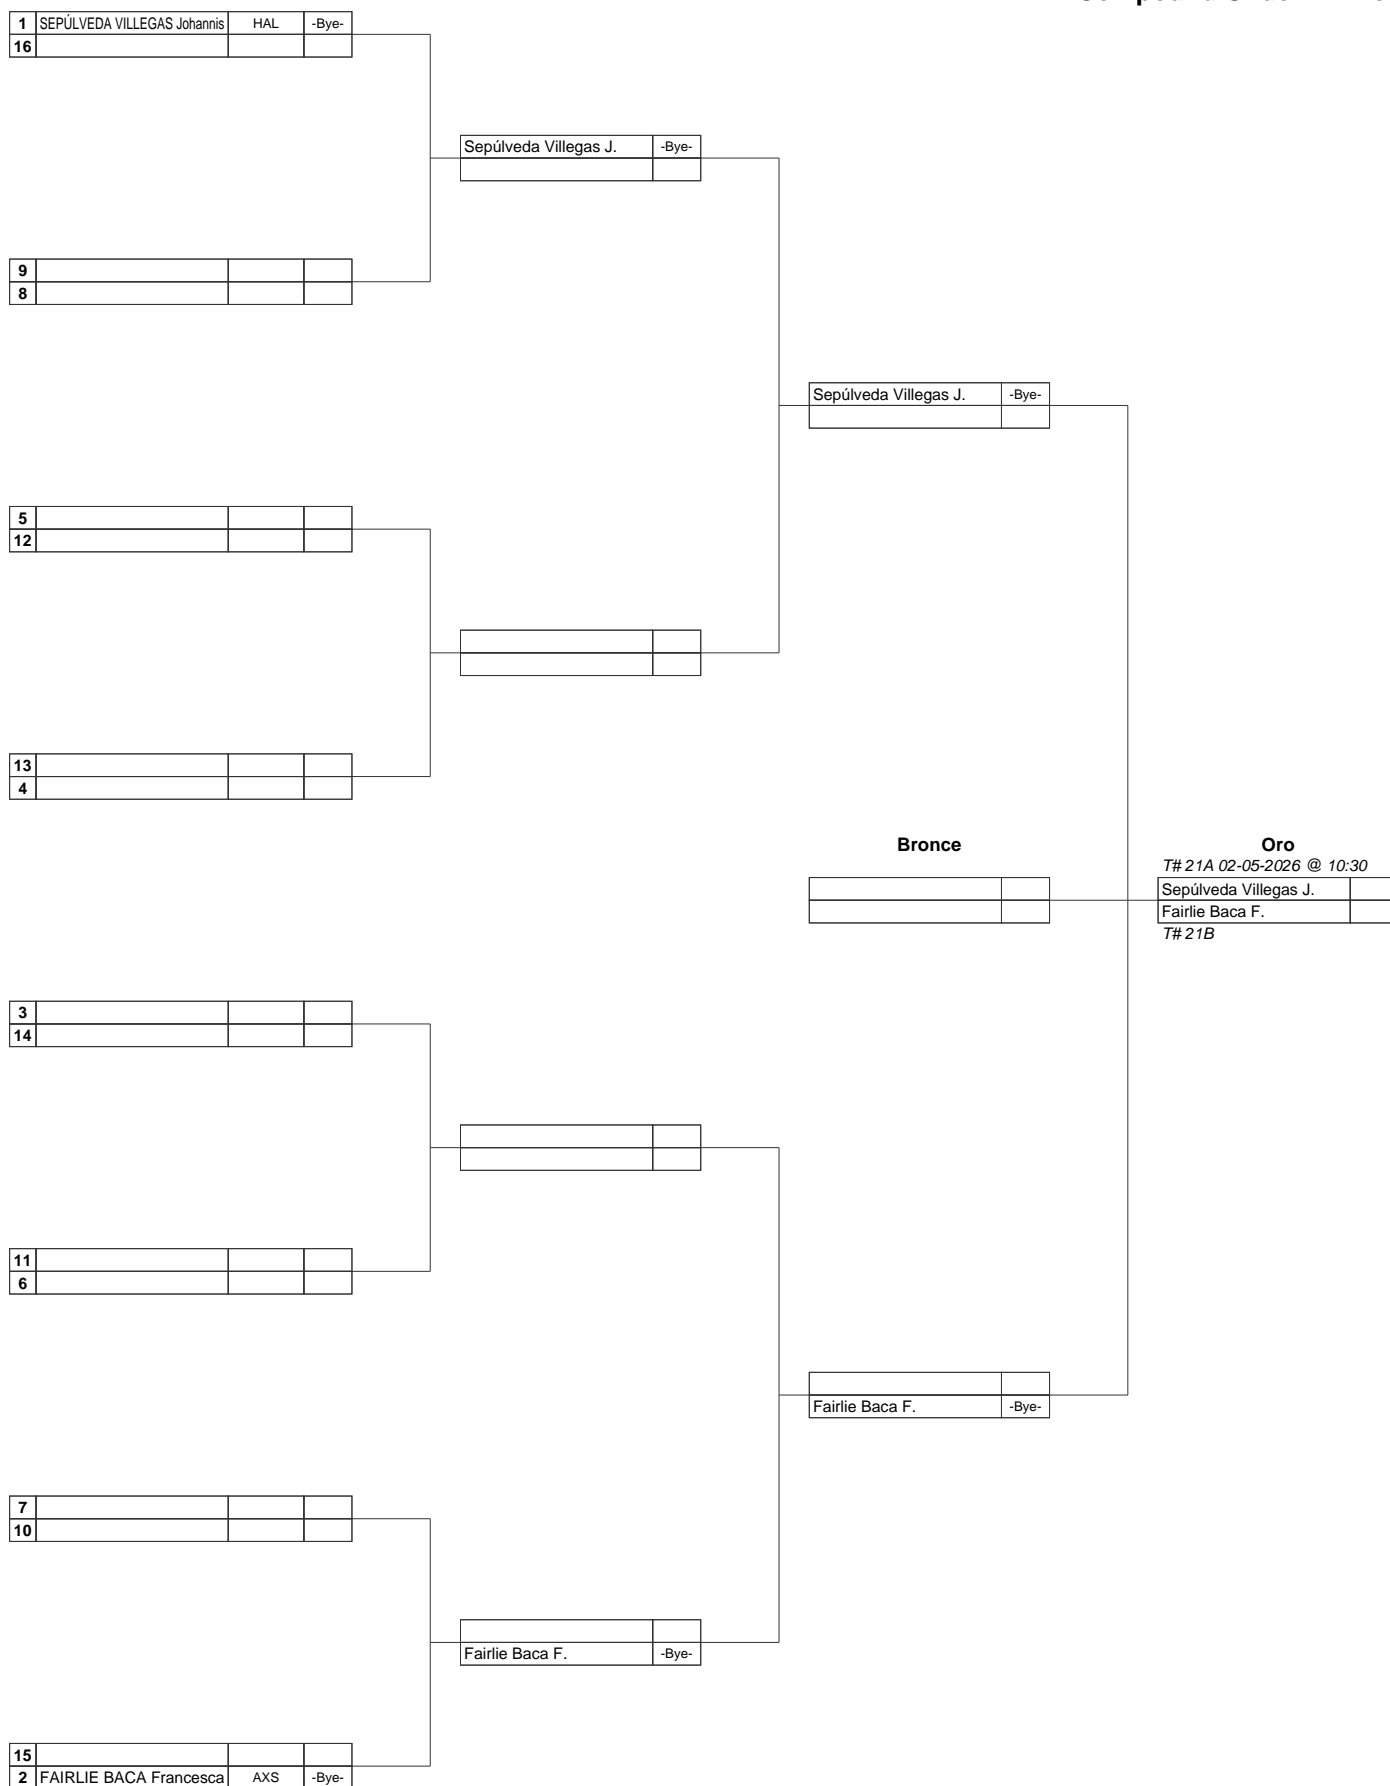 1 SEPÚLVEDA VILLEGAS Johannis HAL -Bye-
16
Sepúlveda Villegas J. -Bye-
9
8
Sepúlveda Villegas J. -Bye-
5
12
13
4
Bronce Oro
T# 21A 02-05-2026 @ 10:30
Sepúlveda Villegas J.
Fairlie Baca F.
T# 21B
3
14
11
6
Fairlie Baca F. -Bye-
7
10
Fairlie Baca F. -Bye-
15
2 FAIRLIE BACA Francesca AXS -Bye-